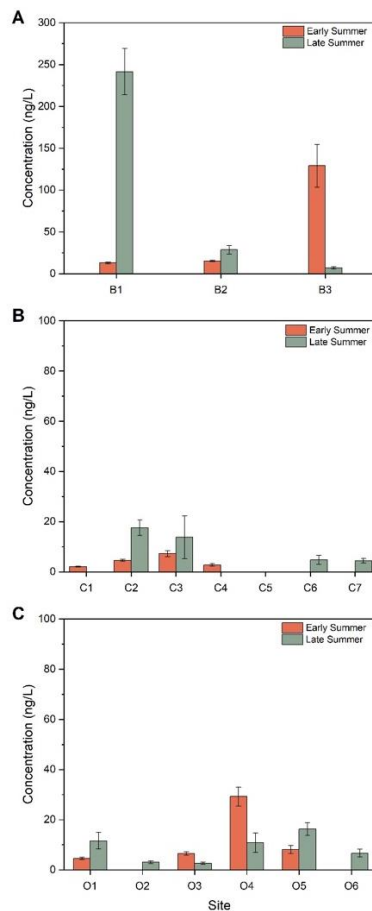 A
Early Summer
Late Summer
Concentration (ng/L)
300
250
200
150
100
50
0
B1 B2 B3
B
Early Summer
Late Summer
Concentration (ng/L)
100
80
60
40
20
0
C1 C2 C3 C4 C5 C6 C7
C
Early Summer
Late Summer
Concentration (ng/L)
100
80
60
40
20
0
O1 O2 O3 O4 O5 O6
Site